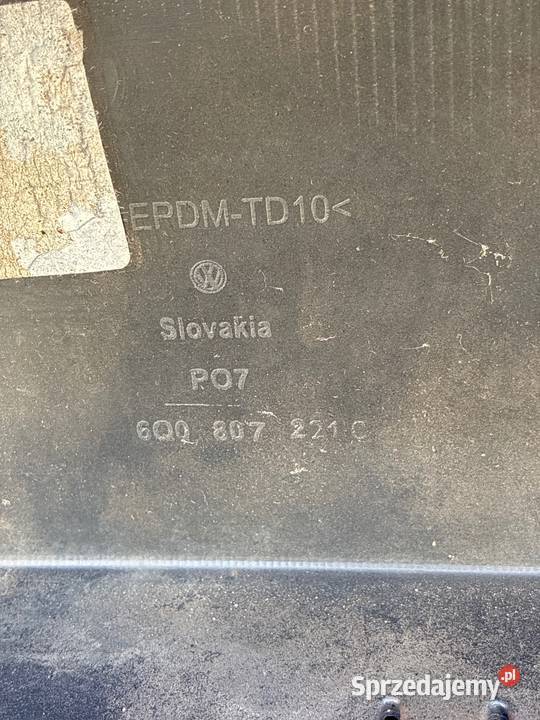 EPDM-TD10<
Slovakia
PO7
6Q0 807 221 C
Sprzedajemy.pl